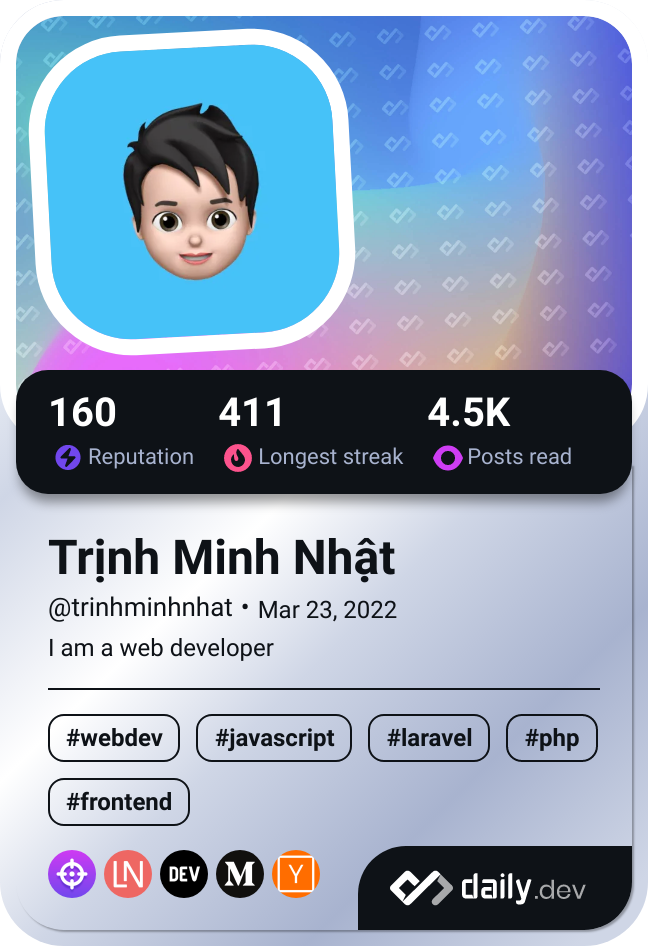 160 411 4.5K
Reputation Longest streak Posts read
Trịnh Minh Nhật
@trinhminhnhat • Mar 23, 2022
I am a web developer
#webdev #javascript #laravel #php
#frontend
LN DEV M Y
daily.dev